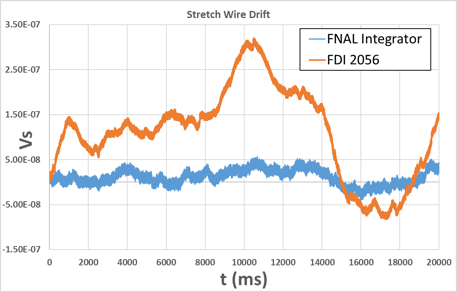 Stretch Wire Drift
3.50E-07
2.50E-07
1.50E-07
5.00E-08
-5.00E-08
-1.50E-07
Vs
FNAL Integrator
FDI 2056
0 2000 4000 6000 8000 10000 12000 14000 16000 18000 20000
t (ms)